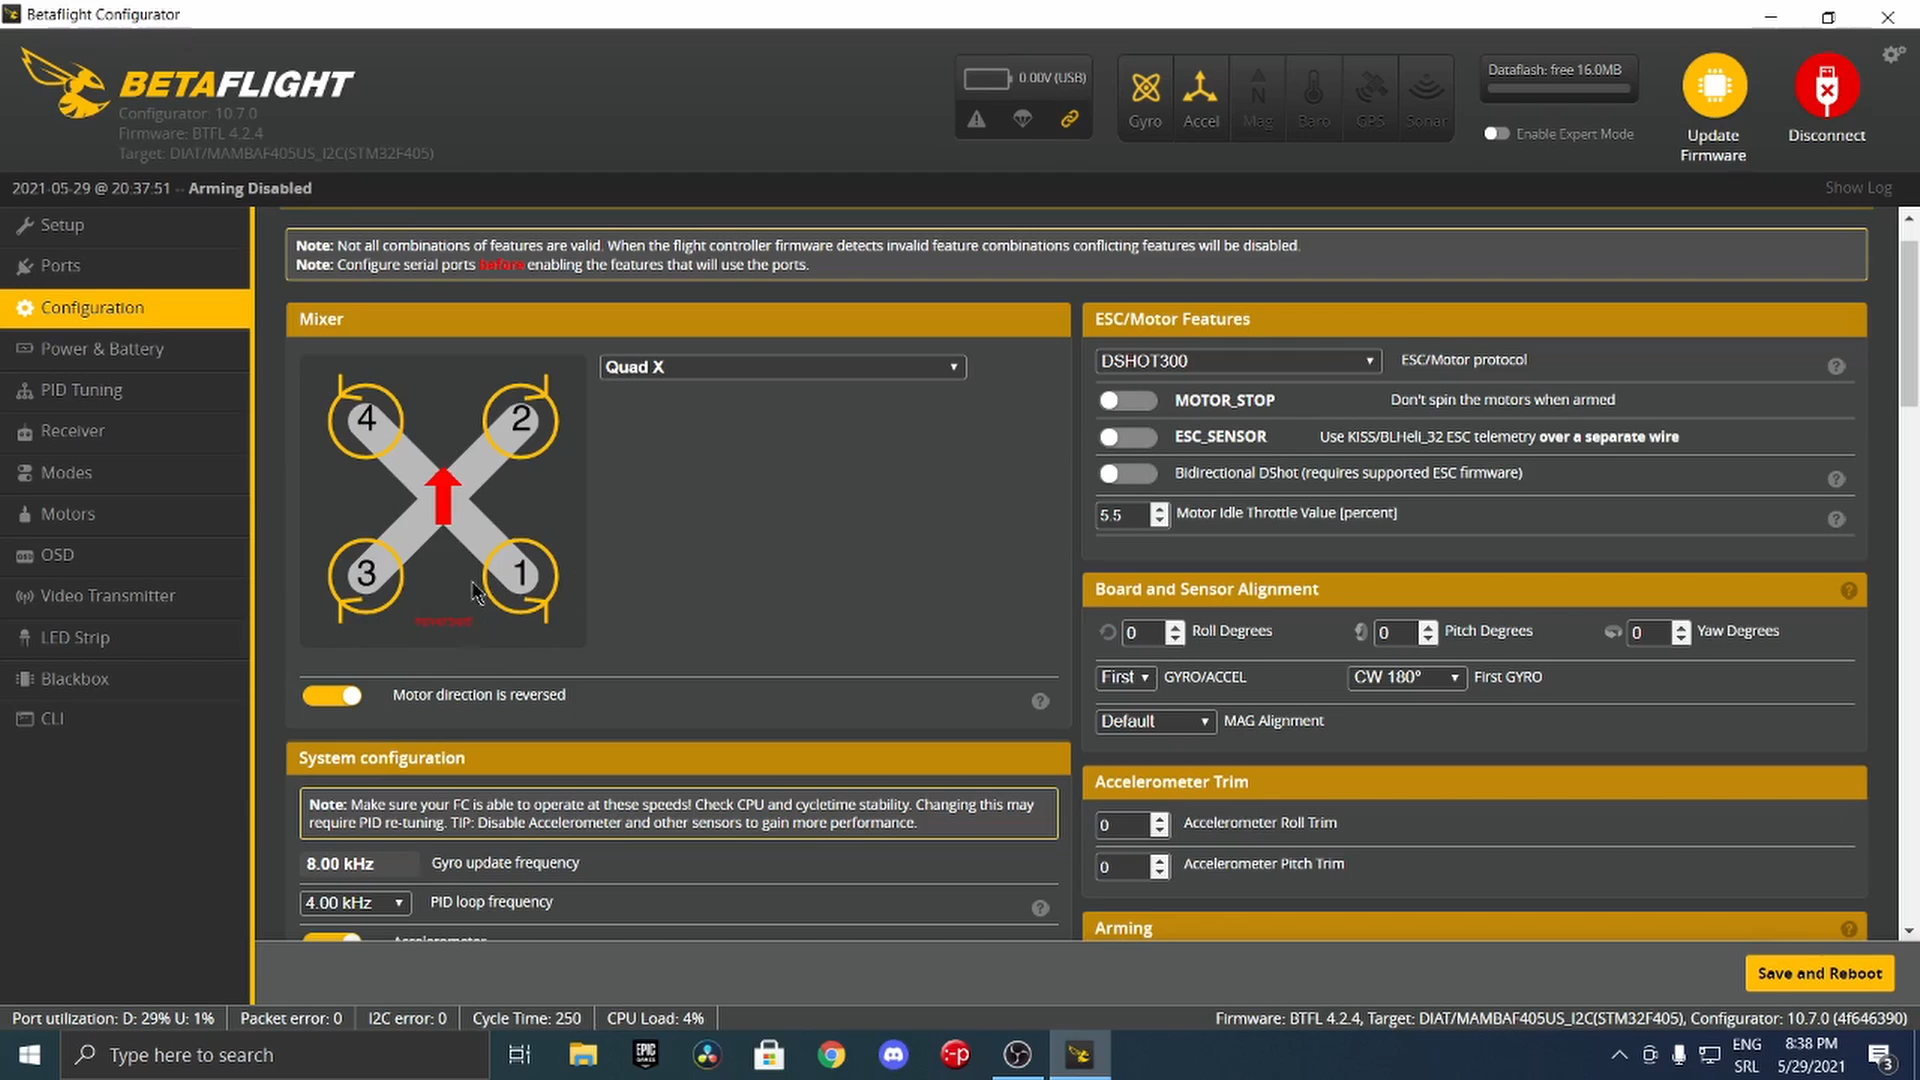 Betaflight Configurator
BETAFLIGHT
Configurator: 10.7.0
Firmware: BTFL 4.2.4
Target: DIAT/MAMBAF405US_I2C(STM32F405)
0.00V (USB)
Gyro
Accel
Mag
Baro
GPS
Sonar
Dataflash: free 16.0MB
Enable Expert Mode
Update
Firmware
Disconnect
2021-05-29 @ 20:37:51 -- Arming Disabled
Show Log
Setup
Ports
Configuration
Power & Battery
PID Tuning
Receiver
Modes
Motors
OSD
Video Transmitter
LED Strip
Blackbox
CLI
Note: Not all combinations of features are valid. When the flight controller firmware detects invalid feature combinations conflicting features will be disabled.
Note: Configure serial ports before enabling the features that will use the ports.
Mixer
Quad X
4
2
3
1
reversed
Motor direction is reversed
System configuration
Note: Make sure your FC is able to operate at these speeds! Check CPU and cycletime stability. Changing this may
require PID re-tuning. TIP: Disable Accelerometer and other sensors to gain more performance.
8.00 kHz Gyro update frequency
4.00 kHz PID loop frequency
Accelerometer
ESC/Motor Features
DSHOT300 ESC/Motor protocol
MOTOR_STOP Don't spin the motors when armed
ESC_SENSOR Use KISS/BLHeli_32 ESC telemetry over a separate wire
Bidirectional DShot (requires supported ESC firmware)
5.5 Motor Idle Throttle Value [percent]
Board and Sensor Alignment
0 Roll Degrees 0 Pitch Degrees 0 Yaw Degrees
First GYRO/ACCEL CW 180° First GYRO
Default MAG Alignment
Accelerometer Trim
0 Accelerometer Roll Trim
0 Accelerometer Pitch Trim
Arming
Save and Reboot
Port utilization: D: 29% U: 1% Packet error: 0 I2C error: 0 Cycle Time: 250 CPU Load: 4%
Firmware: BTFL 4.2.4, Target: DIAT/MAMBAF405US_I2C(STM32F405), Configurator: 10.7.0 (4f646390)
Type here to search
EPIC
GAMES
ENG
SRL
8:38 PM
5/29/2021
3